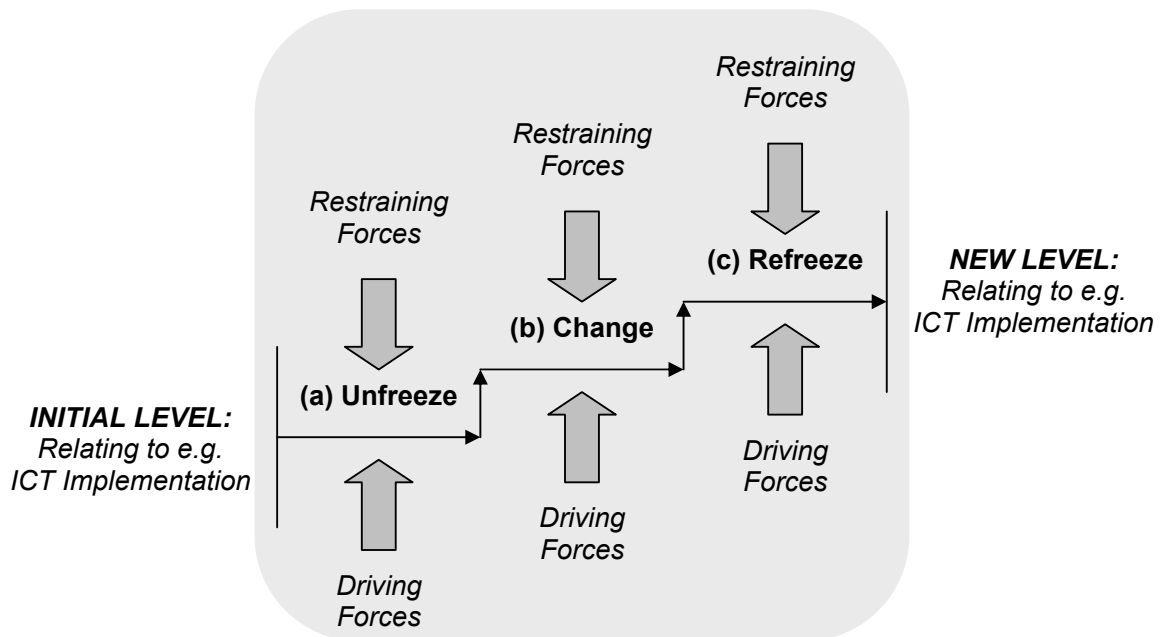 INITIAL LEVEL:
Relating to e.g.
ICT Implementation
Restraining
Forces
(a) Unfreeze
Driving
Forces
Restraining
Forces
(b) Change
Driving
Forces
Restraining
Forces
(c) Refreeze
Driving
Forces
NEW LEVEL:
Relating to e.g.
ICT Implementation